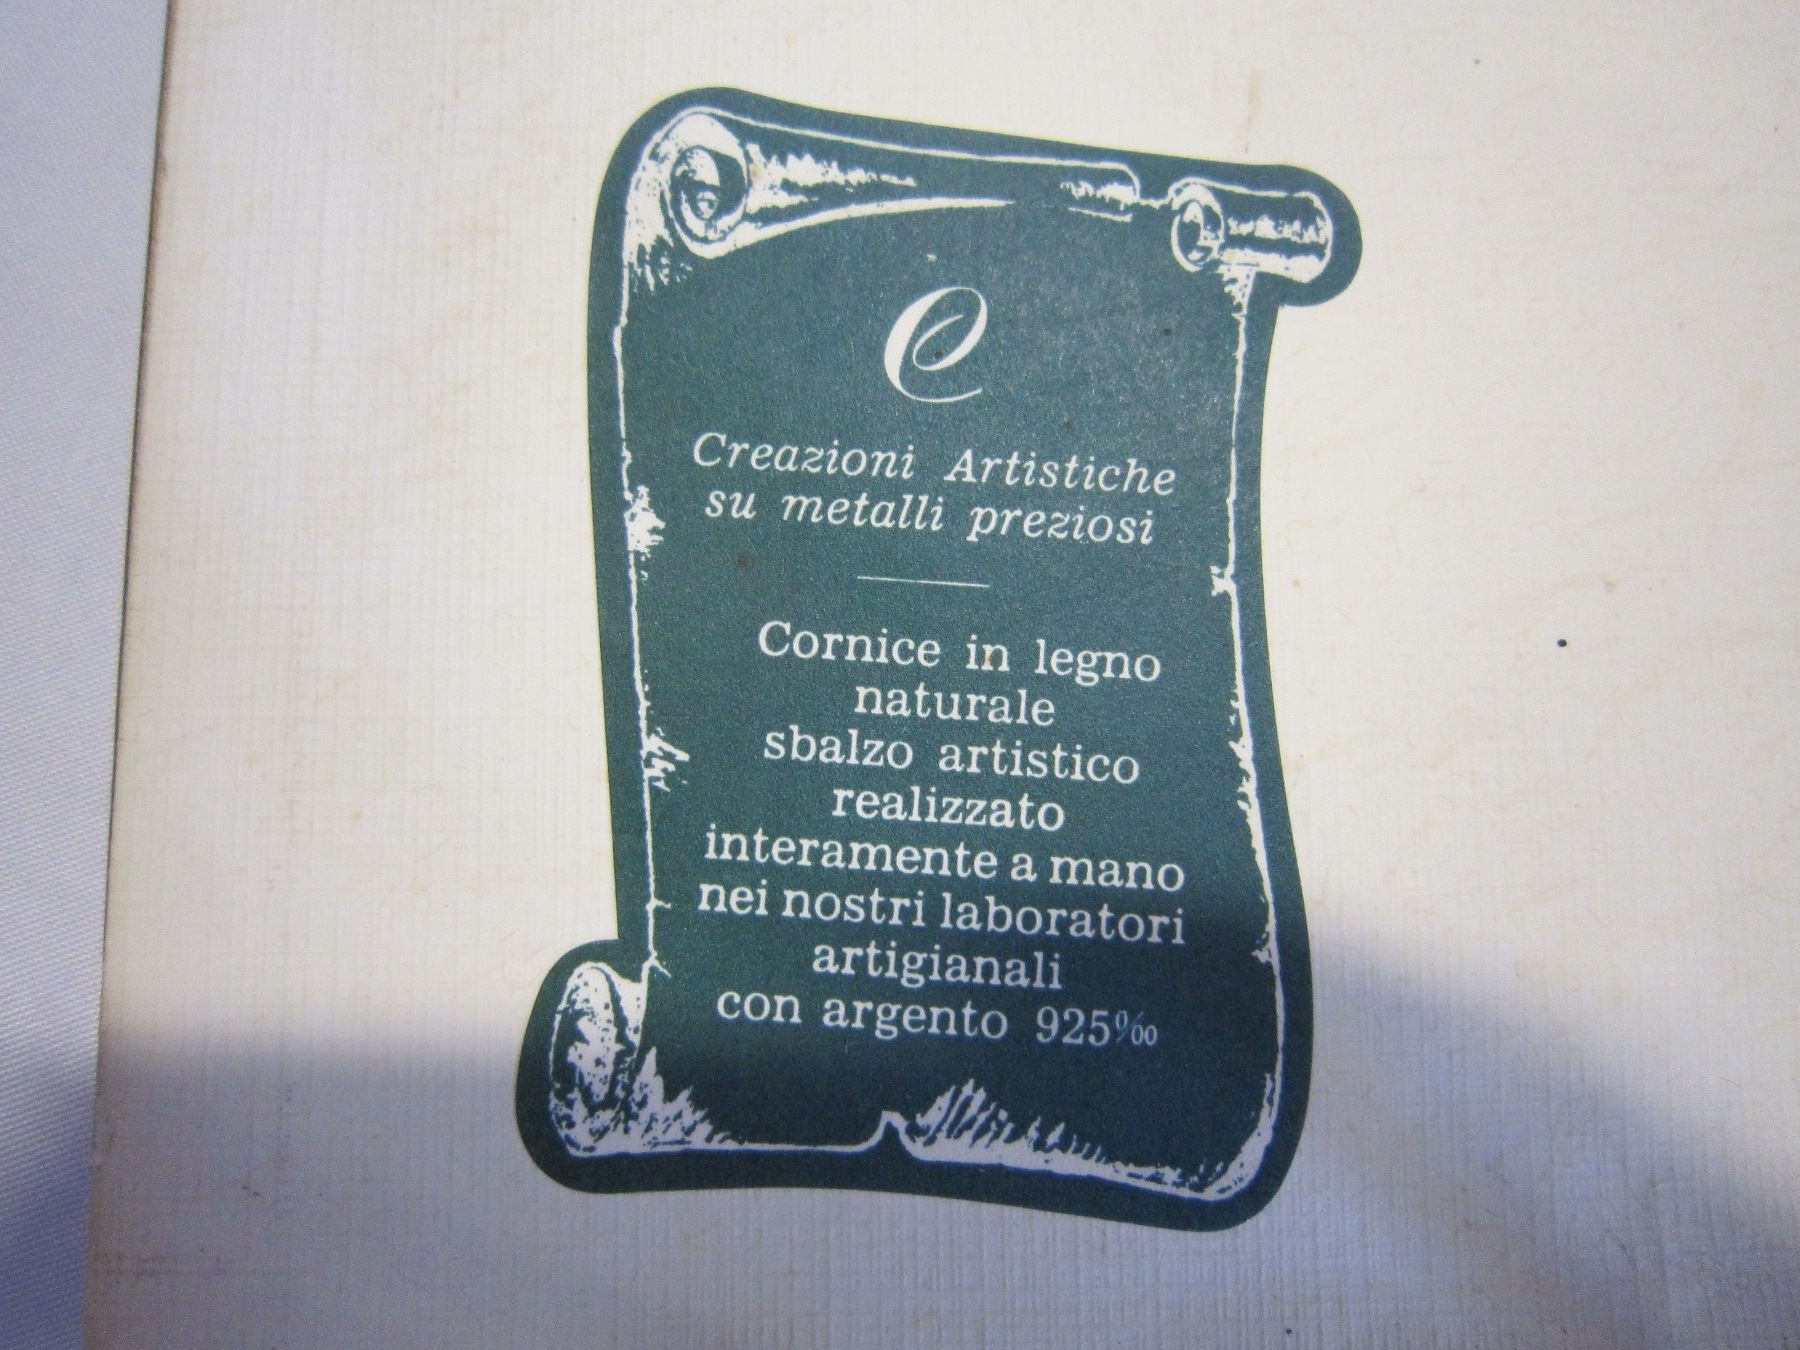 C
Creazioni Artistiche
su metalli preziosi
Cornice in legno
naturale
sbalzo artistico
realizzato
interamente a mano
nei nostri laboratori
artigianali
con argento 925‰